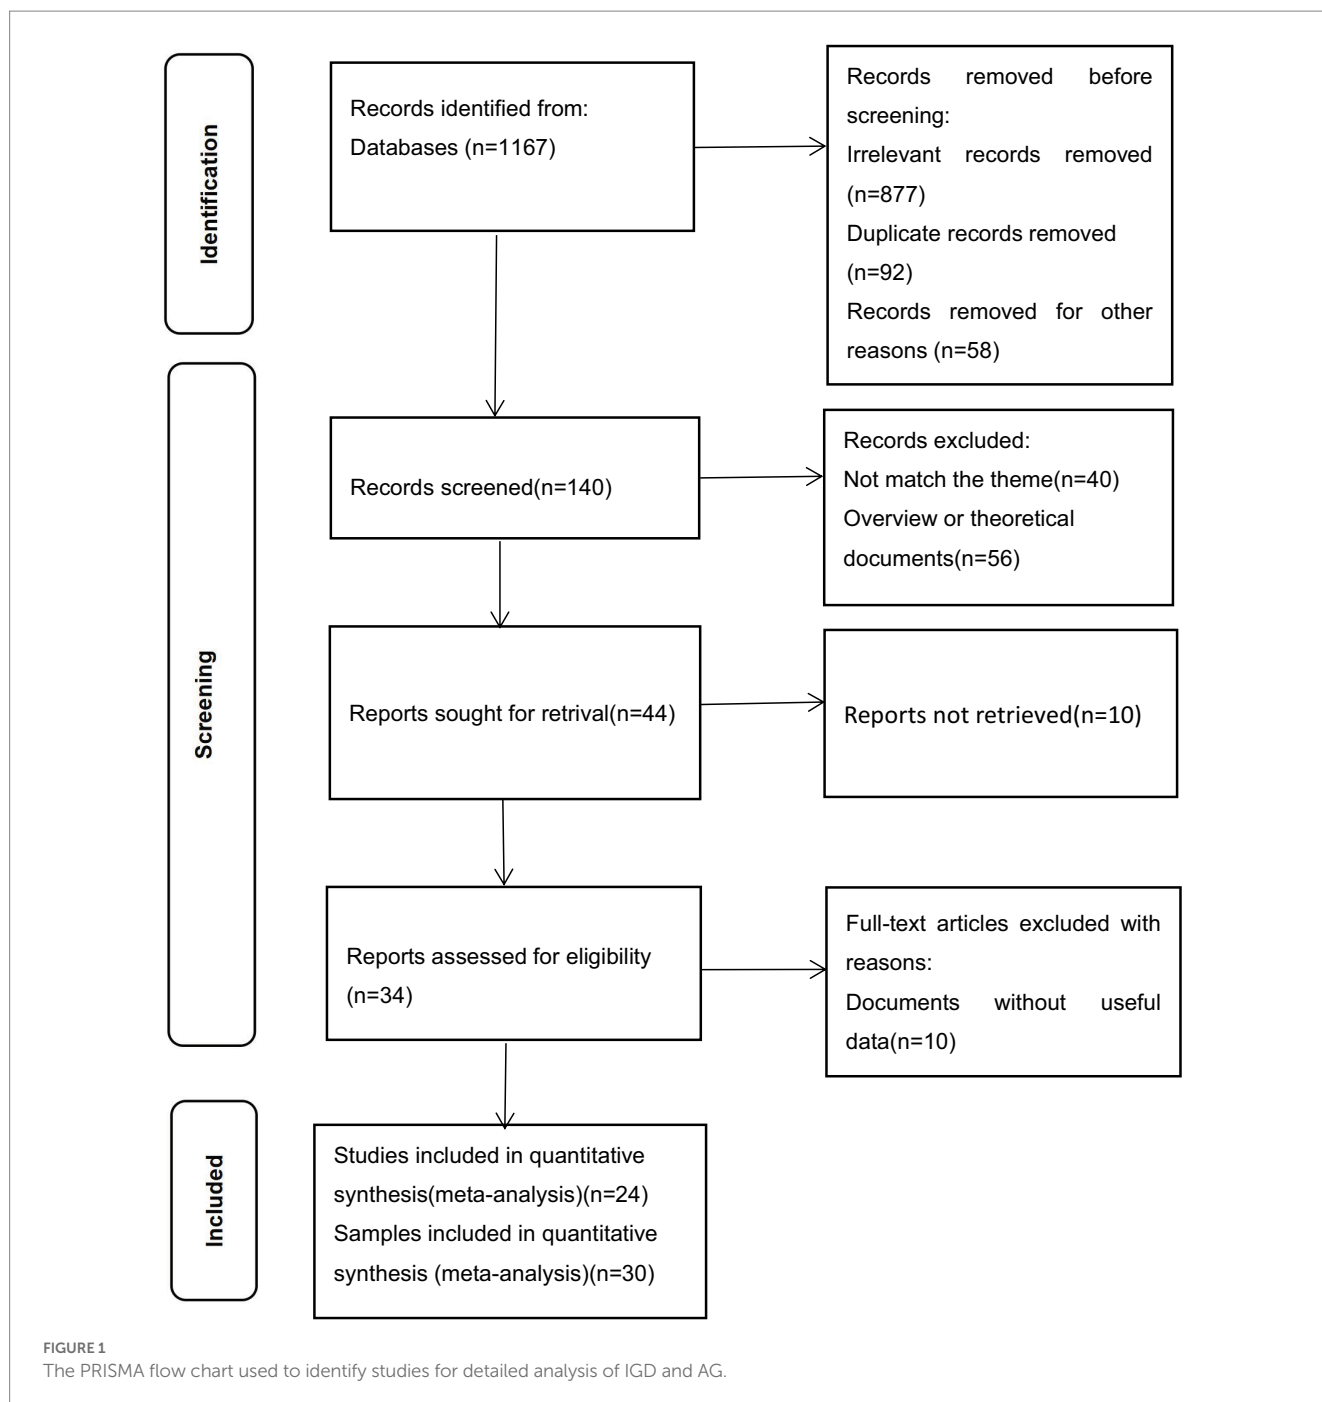 Identification
Records identified from:
Databases (n=1167)
Records removed before
screening:
Irrelevant records removed
(n=877)
Duplicate records removed
(n=92)
Records removed for other
reasons (n=58)
Screening
Records screened(n=140)
Records excluded:
Not match the theme(n=40)
Overview or theoretical
documents(n=56)
Reports sought for retrival(n=44)
Reports not retrieved(n=10)
Reports assessed for eligibility
(n=34)
Full-text articles excluded with
reasons:
Documents without useful
data(n=10)
Included
Studies included in quantitative
synthesis(meta-analysis)(n=24)
Samples included in quantitative
synthesis (meta-analysis)(n=30)
FIGURE 1
The PRISMA flow chart used to identify studies for detailed analysis of IGD and AG.